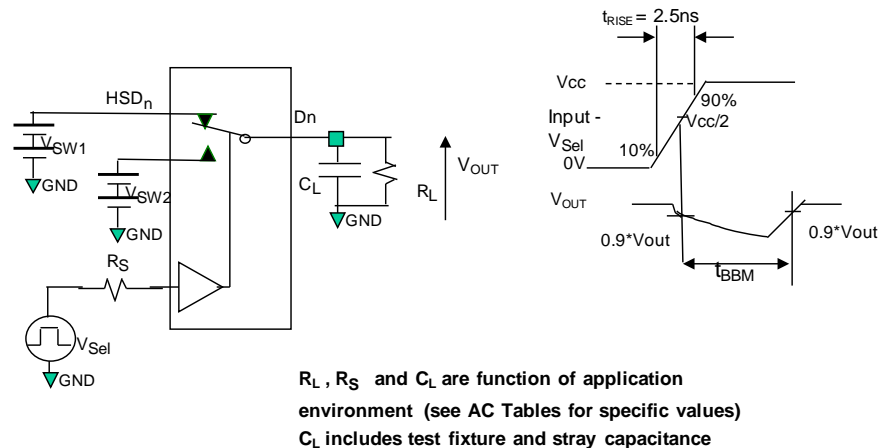 tRISE = 2.5ns
Vcc
90%
Input -
VSel
Vcc/2
10%
0V
VOUT
0.9*Vout
0.9*Vout
tBBM
HSDn
Dn
VSW1
GND
VSW2
GND
CL
RL
VOUT
GND
RS
VSel
GND
RL , RS and CL are function of application
environment (see AC Tables for specific values)
CL includes test fixture and stray capacitance